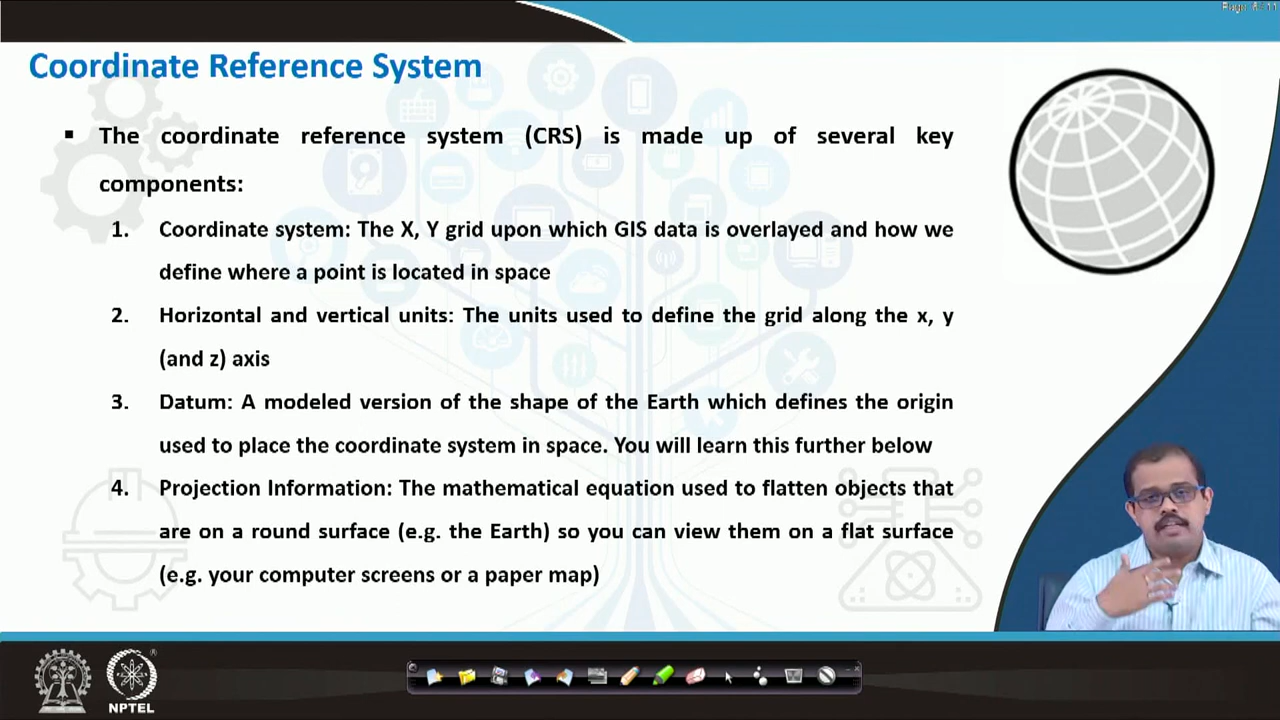 Coordinate Reference System
▪ The coordinate reference system (CRS) is made up of several key
components:
1. Coordinate system: The X, Y grid upon which GIS data is overlayed and how we
define where a point is located in space
2. Horizontal and vertical units: The units used to define the grid along the x, y
(and z) axis
3. Datum: A modeled version of the shape of the Earth which defines the origin
used to place the coordinate system in space. You will learn this further below
4. Projection Information: The mathematical equation used to flatten objects that
are on a round surface (e.g. the Earth) so you can view them on a flat surface
(e.g. your computer screens or a paper map)
NPTEL